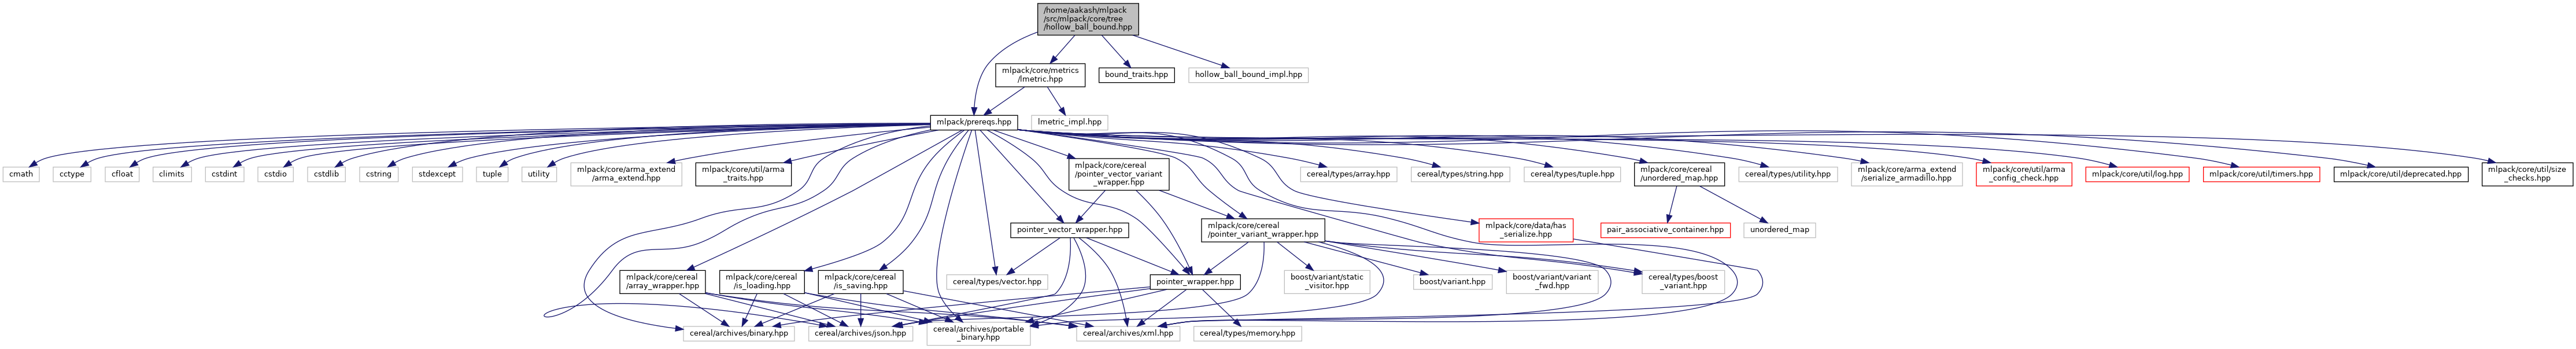 /home/aakash/mlpack
/src/mlpack/core/tree
/hollow_ball_bound.hpp
mlpack/core/metrics
/lmetric.hpp
bound_traits.hpp
hollow_ball_bound_impl.hpp
mlpack/prereqs.hpp
lmetric_impl.hpp
cmath
cctype
cfloat
climits
cstdint
cstdio
cstdlib
cstring
stdexcept
tuple
utility
mlpack/core/arma_extend
/arma_extend.hpp
mlpack/core/util/arma
_traits.hpp
mlpack/core/cereal
/pointer_vector_variant
_wrapper.hpp
cereal/types/array.hpp
cereal/types/string.hpp
cereal/types/tuple.hpp
mlpack/core/cereal
/unordered_map.hpp
cereal/types/utility.hpp
mlpack/core/arma_extend
/serialize_armadillo.hpp
mlpack/core/util/arma
_config_check.hpp
mlpack/core/util/log.hpp
mlpack/core/util/timers.hpp
mlpack/core/util/deprecated.hpp
mlpack/core/util/size
_checks.hpp
pointer_vector_wrapper.hpp
mlpack/core/cereal
/pointer_variant_wrapper.hpp
mlpack/core/data/has
_serialize.hpp
pair_associative_container.hpp
unordered_map
mlpack/core/cereal
/array_wrapper.hpp
mlpack/core/cereal
/is_loading.hpp
mlpack/core/cereal
/is_saving.hpp
cereal/types/vector.hpp
pointer_wrapper.hpp
boost/variant/static
_visitor.hpp
boost/variant.hpp
boost/variant/variant
_fwd.hpp
cereal/types/boost
_variant.hpp
cereal/archives/binary.hpp
cereal/archives/json.hpp
cereal/archives/portable
_binary.hpp
cereal/archives/xml.hpp
cereal/types/memory.hpp